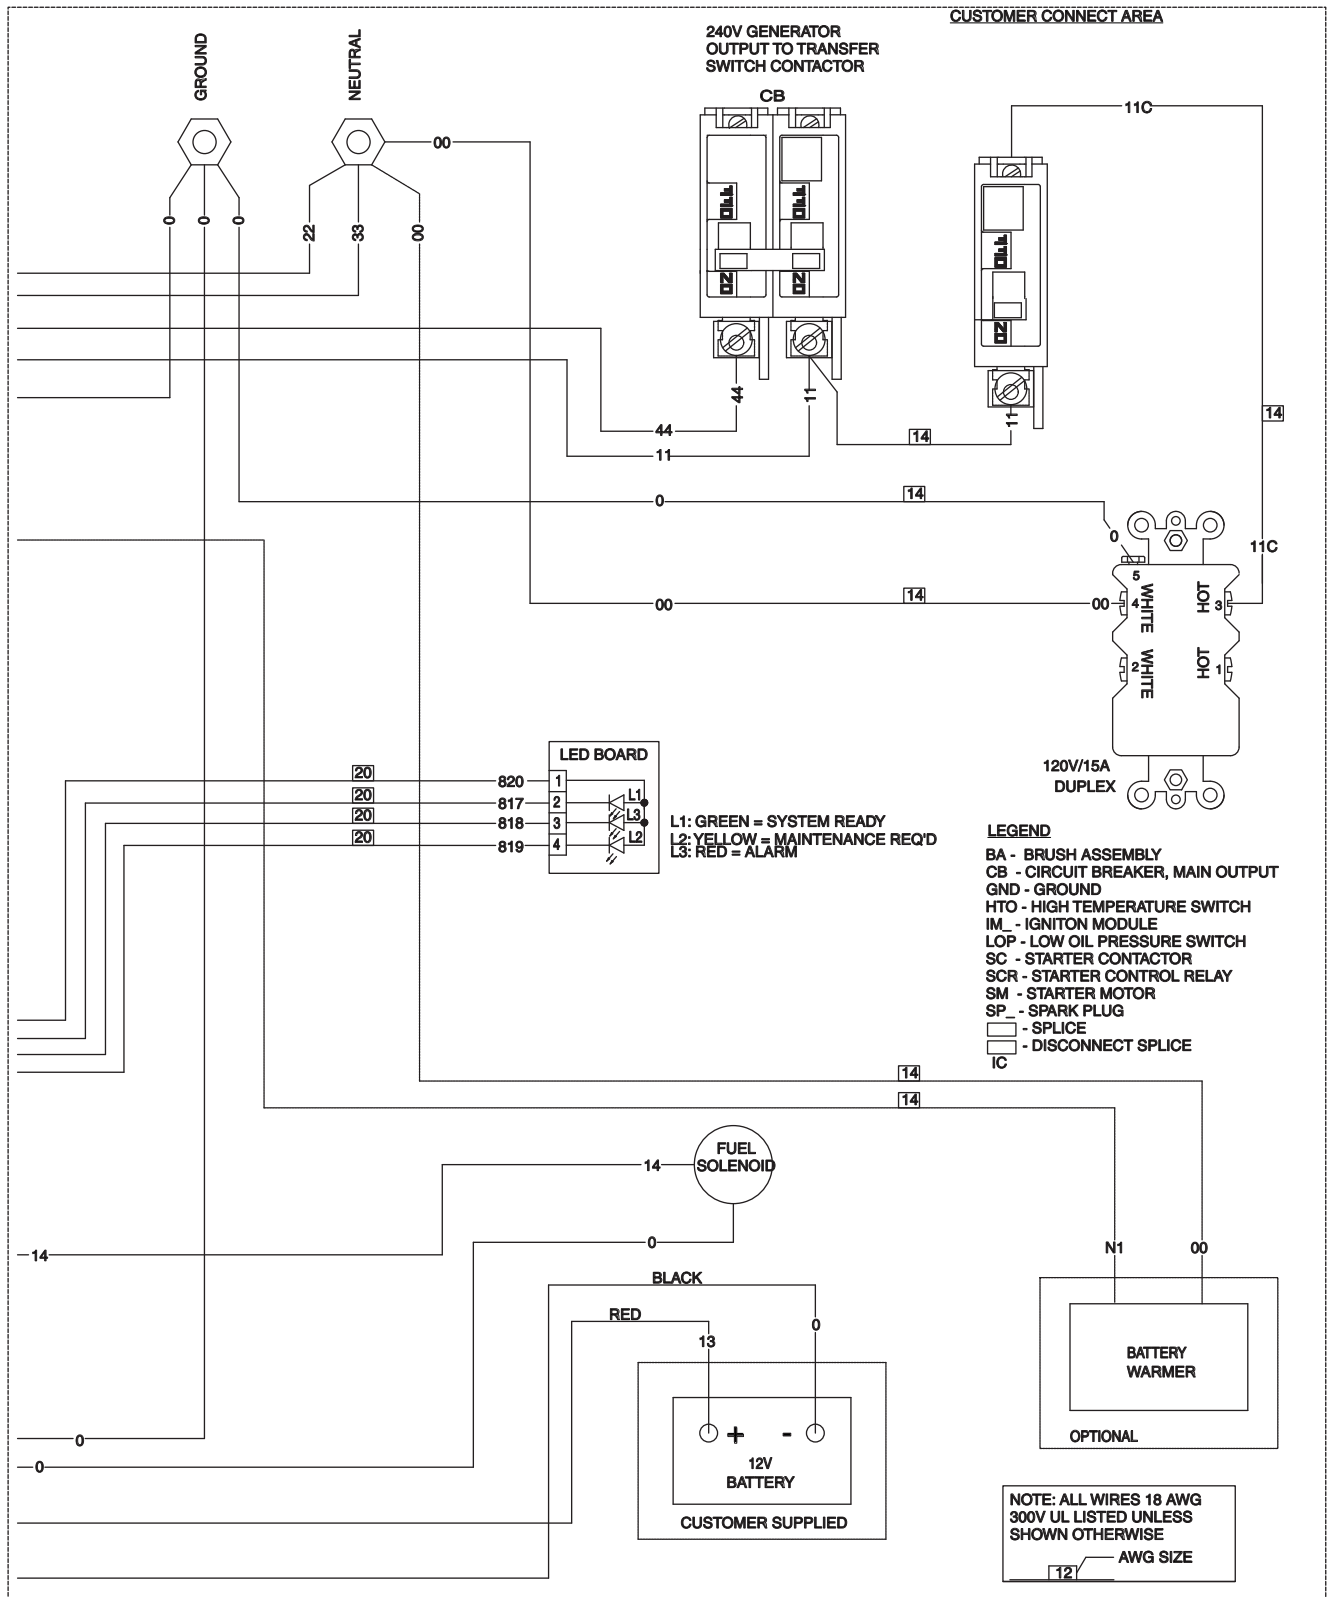 CUSTOMER CONNECT AREA
GROUND
NEUTRAL
240V GENERATOR
OUTPUT TO TRANSFER
SWITCH CONTACTOR
CB
11C
00
0
0
0
22
33
00
44
11
11
14
14
44
11
0
14
0
11C
00
14
00
5
4
WHITE
HOT
3
2
WHITE
HOT
1
120V/15A
DUPLEX
LED BOARD
20
820
1
20
817
2
L1
20
818
3
L3
20
819
4
L2
L1: GREEN = SYSTEM READY
L2: YELLOW = MAINTENANCE REQ'D
L3: RED = ALARM
LEGEND
BA - BRUSH ASSEMBLY
CB - CIRCUIT BREAKER, MAIN OUTPUT
GND - GROUND
HTO - HIGH TEMPERATURE SWITCH
IM_ - IGNITON MODULE
LOP - LOW OIL PRESSURE SWITCH
SC - STARTER CONTACTOR
SCR - STARTER CONTROL RELAY
SM - STARTER MOTOR
SP_ - SPARK PLUG
- SPLICE
- DISCONNECT SPLICE
IC
14
14
FUEL
SOLENOID
14
14
0
N1
00
BLACK
RED
13
0
BATTERY
WARMER
OPTIONAL
+ -
12V
BATTERY
CUSTOMER SUPPLIED
0
0
NOTE: ALL WIRES 18 AWG
300V UL LISTED UNLESS
SHOWN OTHERWISE
AWG SIZE
12